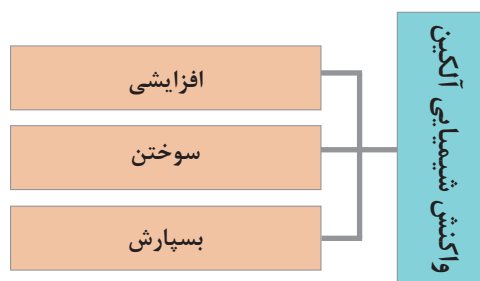 واکنش شیمیایی آلکین
افزایشی
سوختن
بسپارش